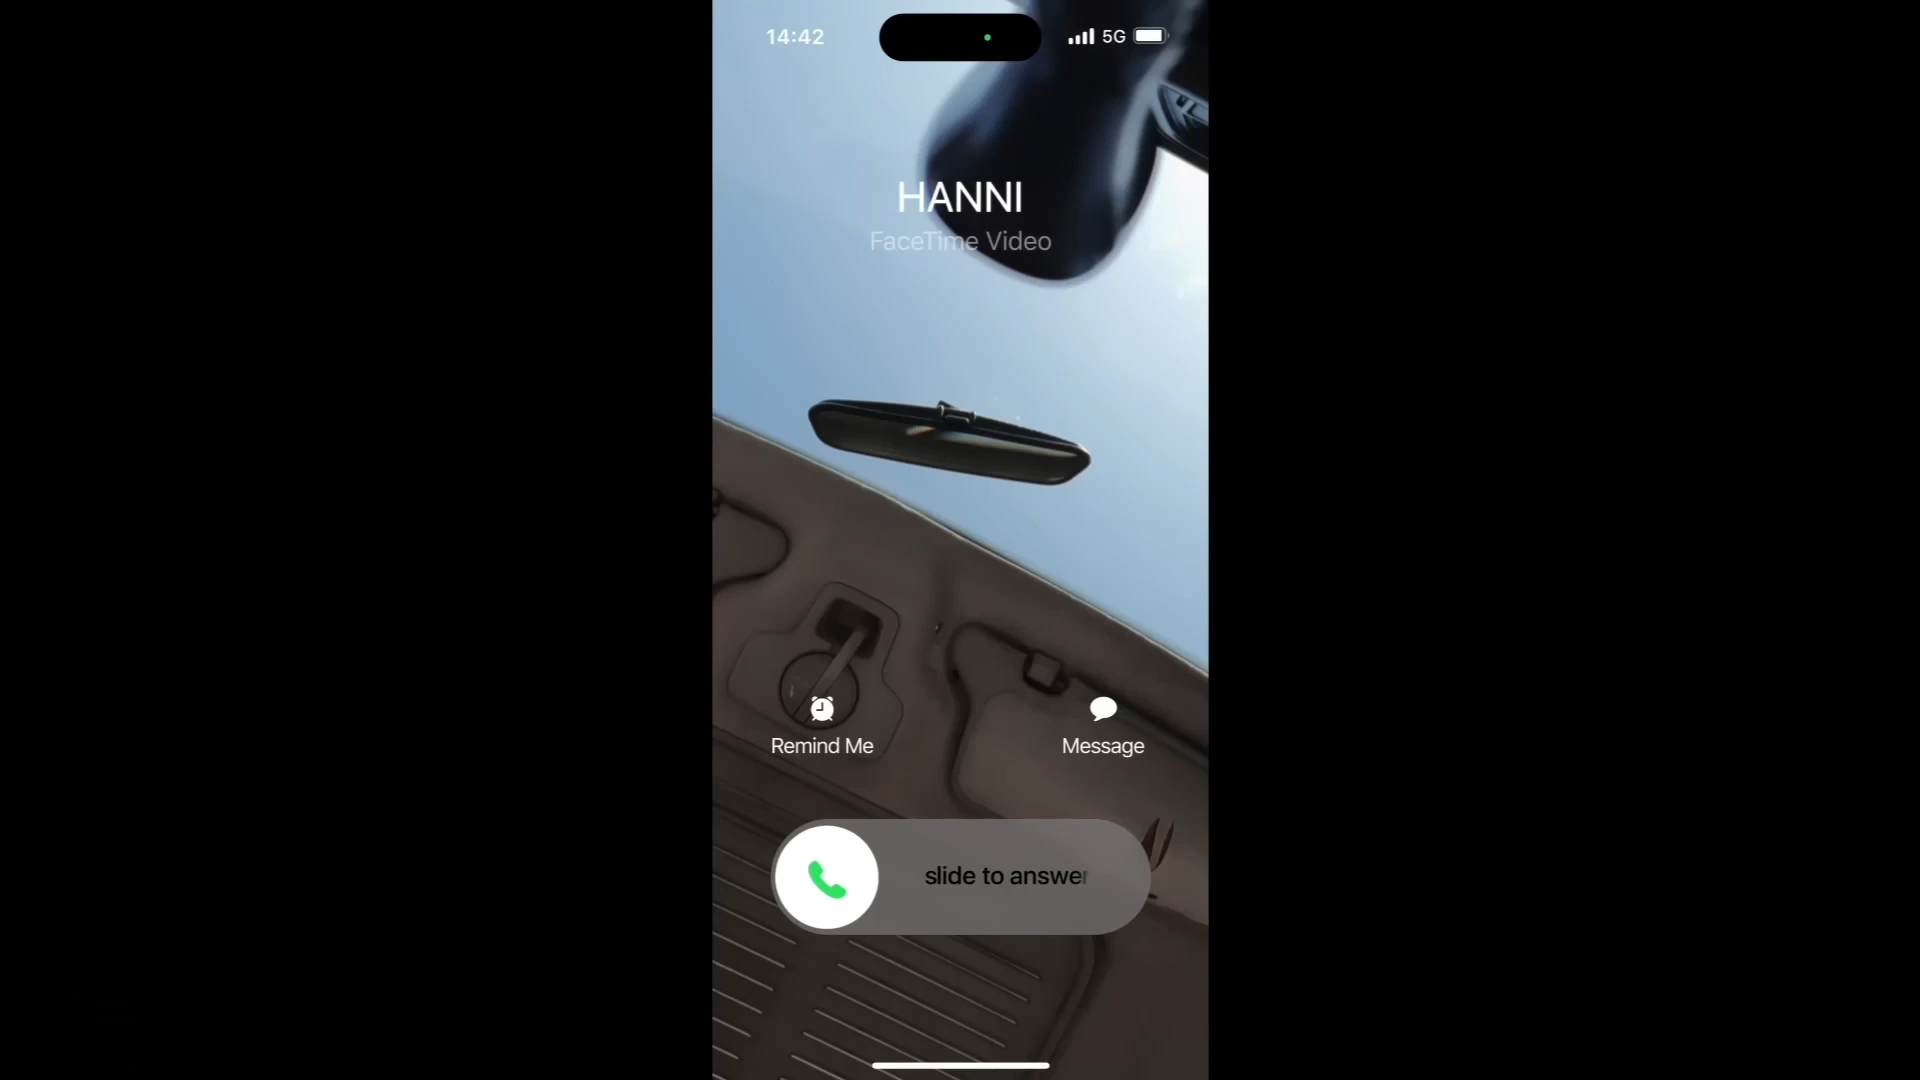 14:42
5G
HANNI
FaceTime Video
Remind Me
Message
slide to answer